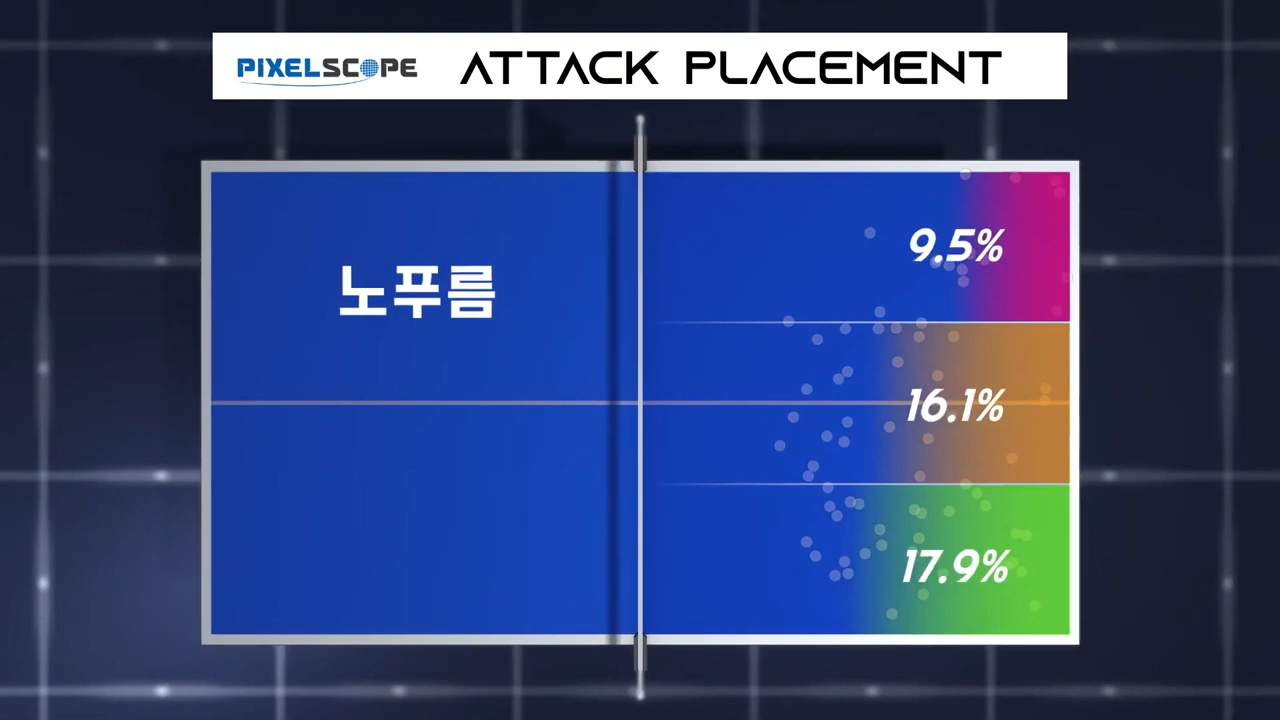 PIXELSCOPE ATTACK PLACEMENT
노푸름
9.5%
16.1%
17.9%